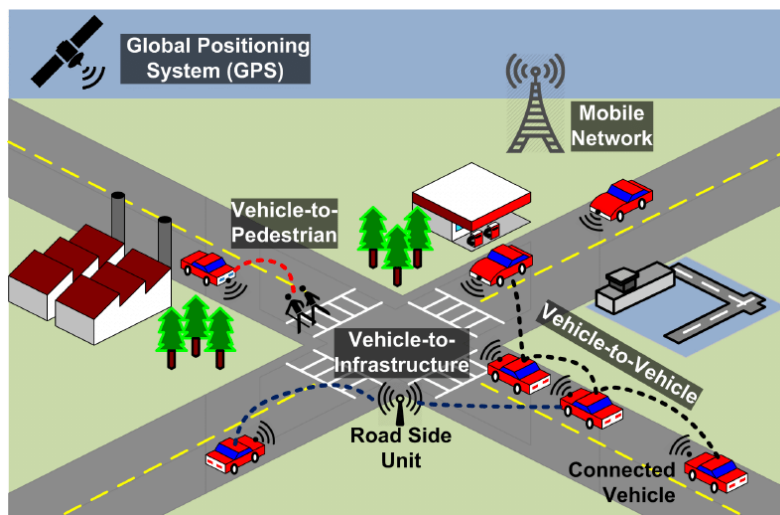 Global Positioning
System (GPS)
Mobile
Network
Vehicle-to-
Pedestrian
Vehicle-to-
Infrastructure
Vehicle-to-Vehicle
Road Side
Unit
Connected
Vehicle